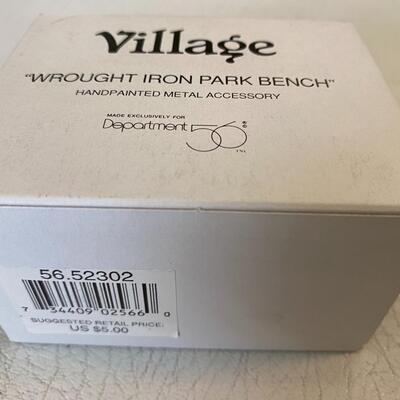 Village
"WROUGHT IRON PARK BENCH"
HANDPAINTED METAL ACCESSORY
MADE EXCLUSIVELY FOR
Department 56®
INC.
56.52302
7 34409 02566 0
SUGGESTED RETAIL PRICE:
US $5.00